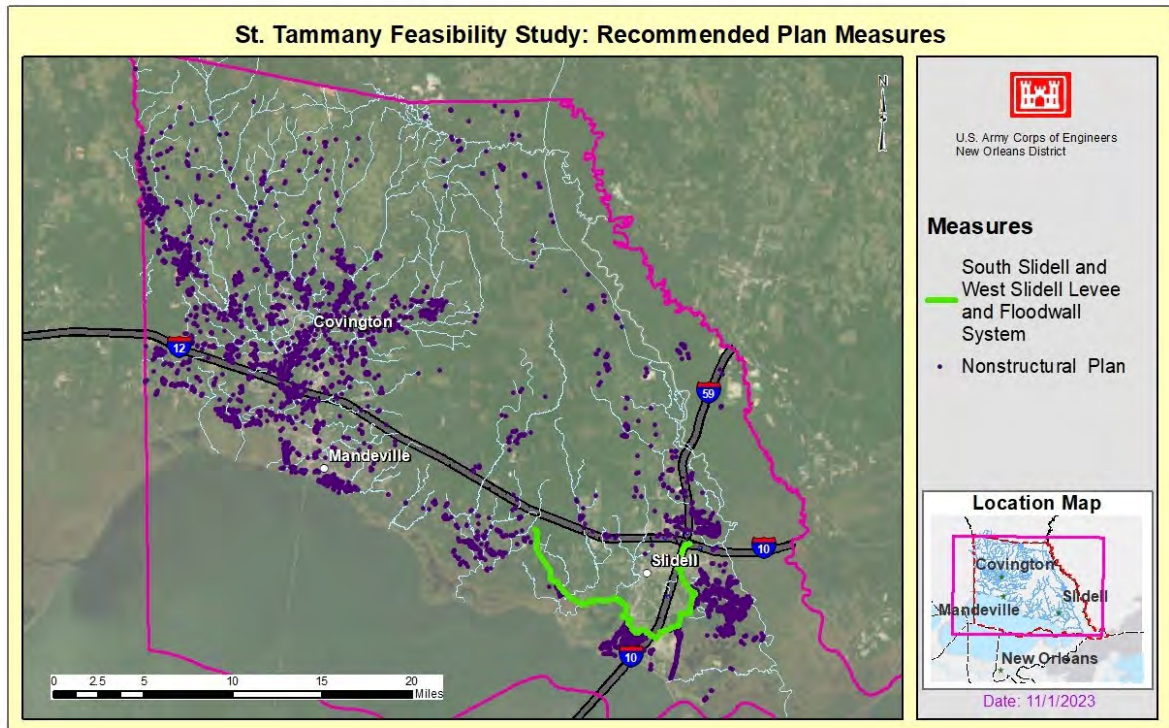 St. Tammany Feasibility Study: Recommended Plan Measures
N
Covington
12
59
Mandeville
10
Slidell
10
0 2.5 5 10 15 20
Miles
U.S. Army Corps of Engineers
New Orleans District
Measures
South Slidell and
West Slidell Levee
and Floodwall
System
Nonstructural Plan
Location Map
Covington
Slidell
Mandeville
New Orleans
Date: 11/1/2023